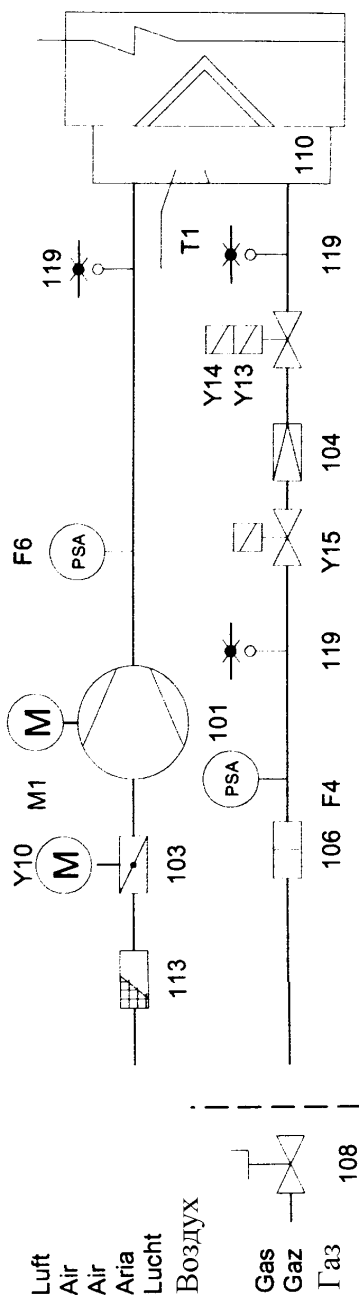 Luft
Air
Air
Aria
Lucht
Воздух
Gas
Gaz
Газ
108
113
Y10
M
103
M1
M
101
F6
PSA
119
106
PSA
F4
119
Y15
104
Y14
Y13
119
T1
110